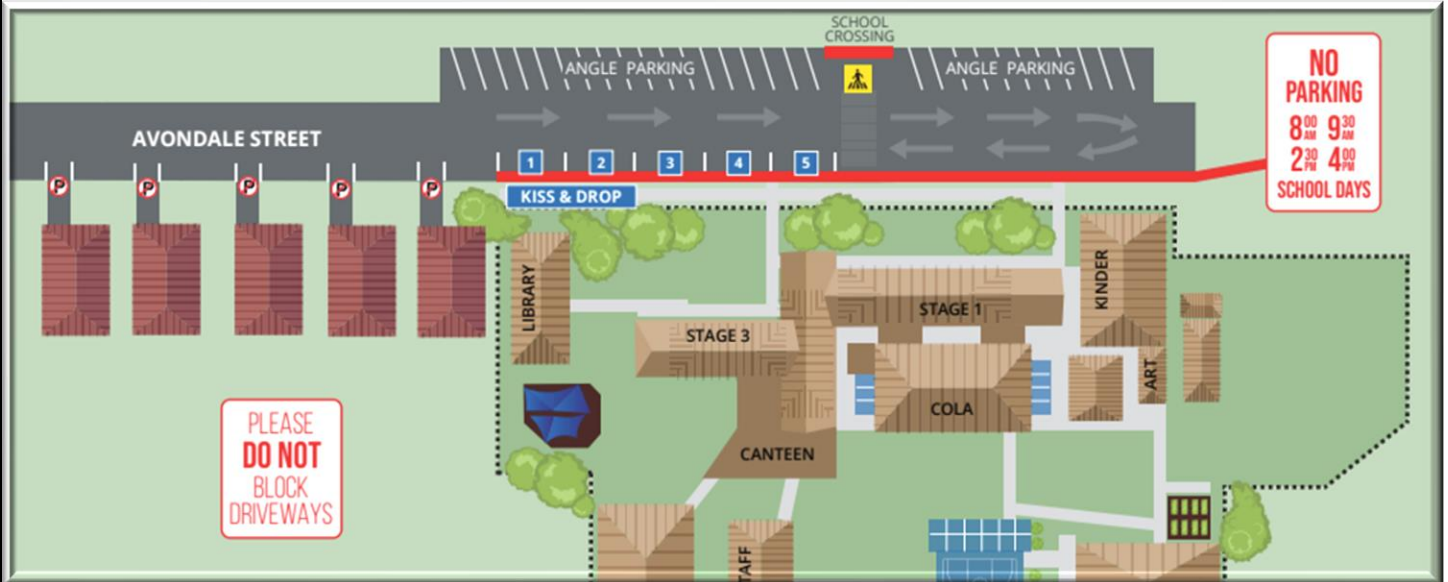 SCHOOL
CROSSING
ANGLE PARKING
ANGLE PARKING
NO
PARKING
8 00 AM 9 30 AM
2 30 PM 4 00 PM
SCHOOL DAYS
AVONDALE STREET
1
2
3
4
5
P
P
P
P
P
KISS & DROP
LIBRARY
STAGE 3
STAGE 1
KINDER
ART
COLA
CANTEEN
PLEASE
DO NOT
BLOCK
DRIVEWAYS
TAFF